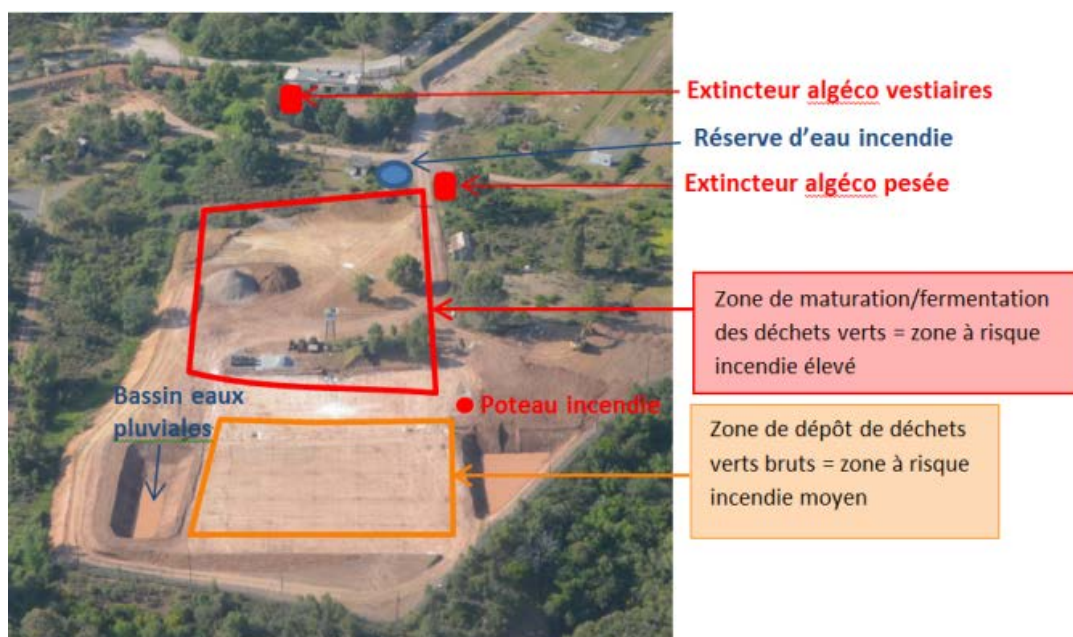 Extincteur algéco vestiaires
Réserve d'eau incendie
Extincteur algéco pesée
Zone de maturation/fermentation
des déchets verts = zone à risque
incendie élevé
Bassin eaux
pluviales
Poteau incendie
Zone de dépôt de déchets
verts bruts = zone à risque
incendie moyen